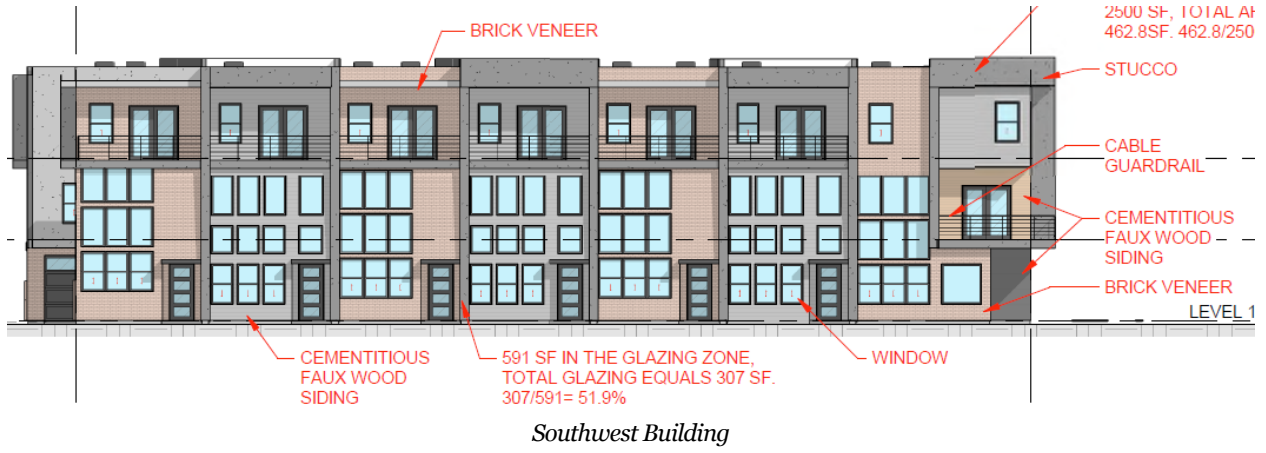 2500 SF, TOTAL
462.8SF. 462.8/250
BRICK VENEER
STUCCO
CABLE
GUARDRAIL
CEMENTITIOUS
FAUX WOOD
SIDING
BRICK VENEER
LEVEL 1
CEMENTITIOUS
FAUX WOOD
SIDING
591 SF IN THE GLAZING ZONE,
TOTAL GLAZING EQUALS 307 SF.
307/591= 51.9%
WINDOW
Southwest Building